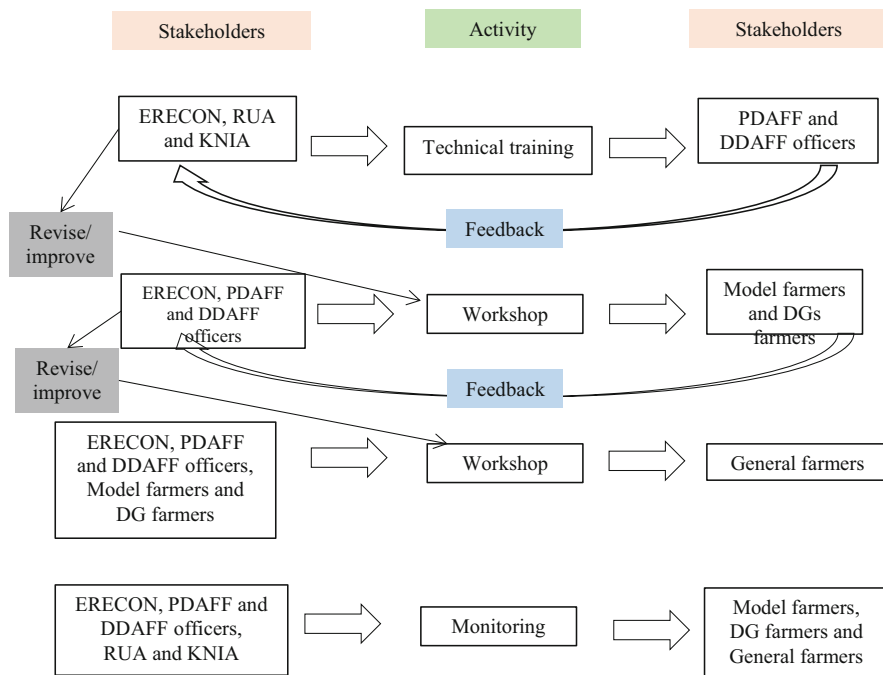 Stakeholders
Activity
Stakeholders
ERECON, RUA
and KNIA
Technical training
PDAFF and
DDAFF officers
Feedback
Revise/
improve
ERECON, PDAFF
and DDAFF
officers
Workshop
Model farmers
and DGs
farmers
Feedback
Revise/
improve
ERECON, PDAFF
and DDAFF officers,
Model farmers and
DG farmers
Workshop
General farmers
ERECON, PDAFF and
DDAFF officers,
RUA and KNIA
Monitoring
Model farmers,
DG farmers and
General farmers